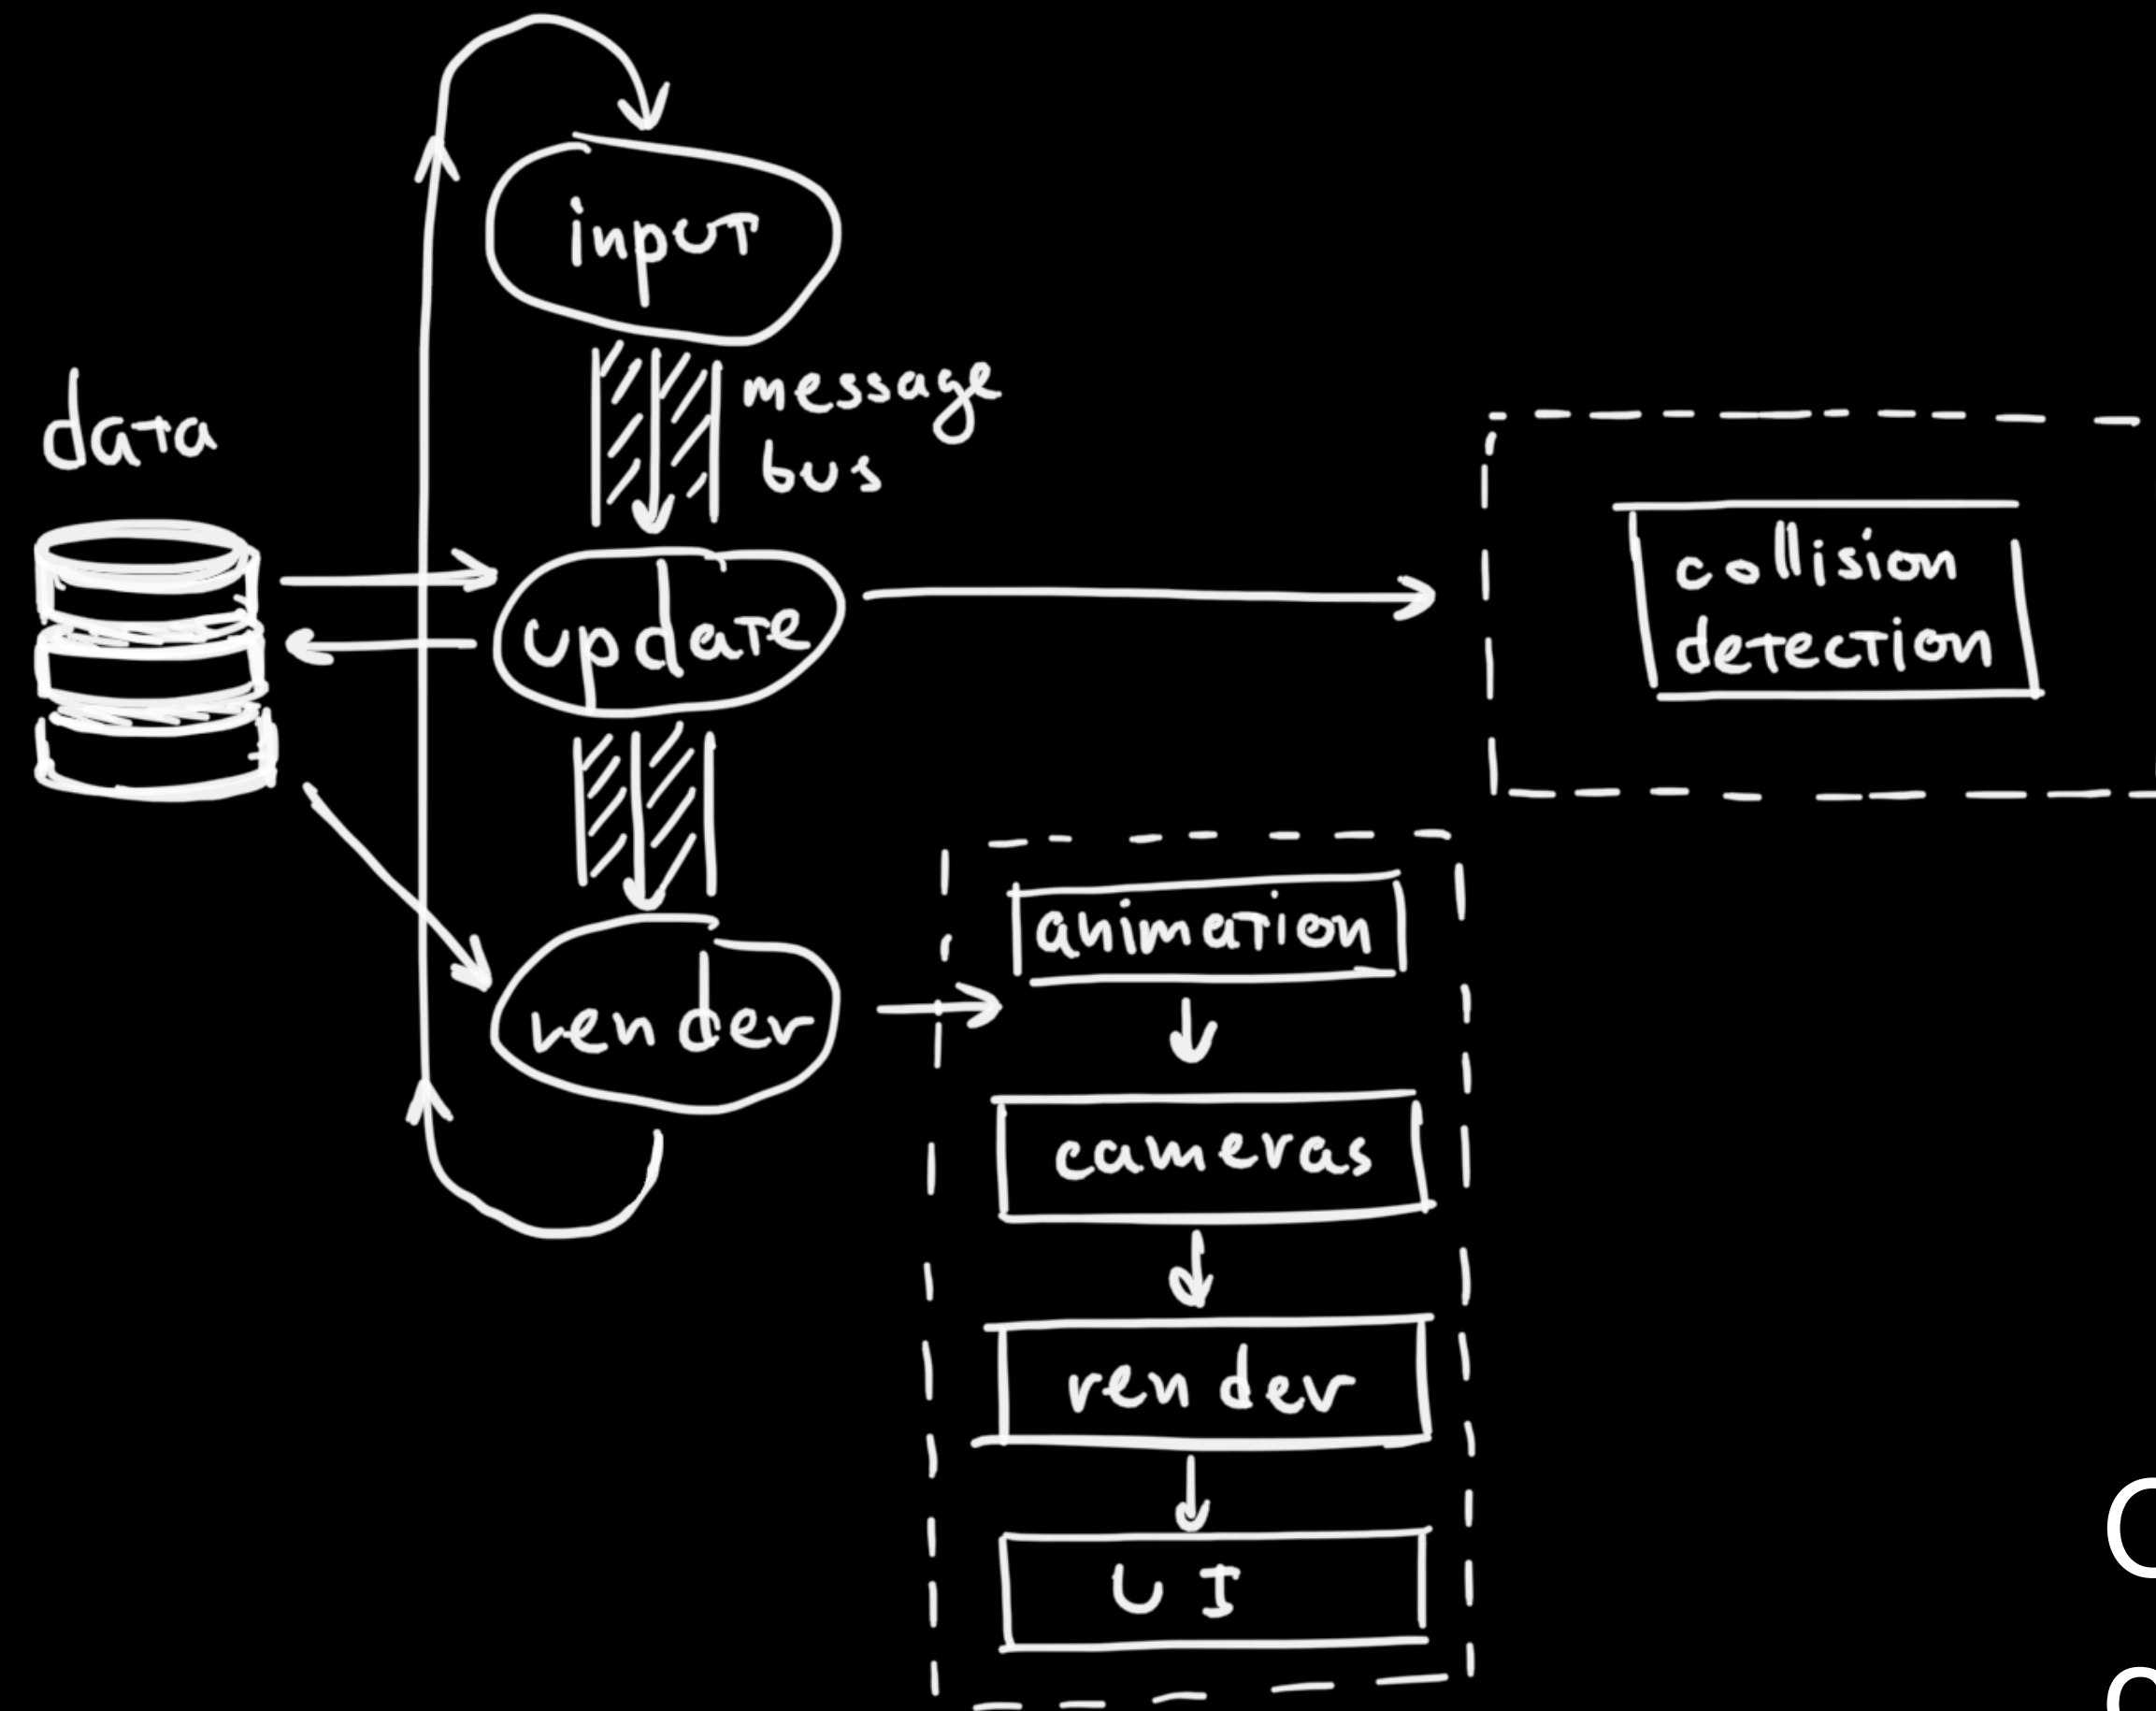 input
message
bus
data
update
collision
detection
render
animation
cameras
render
UI